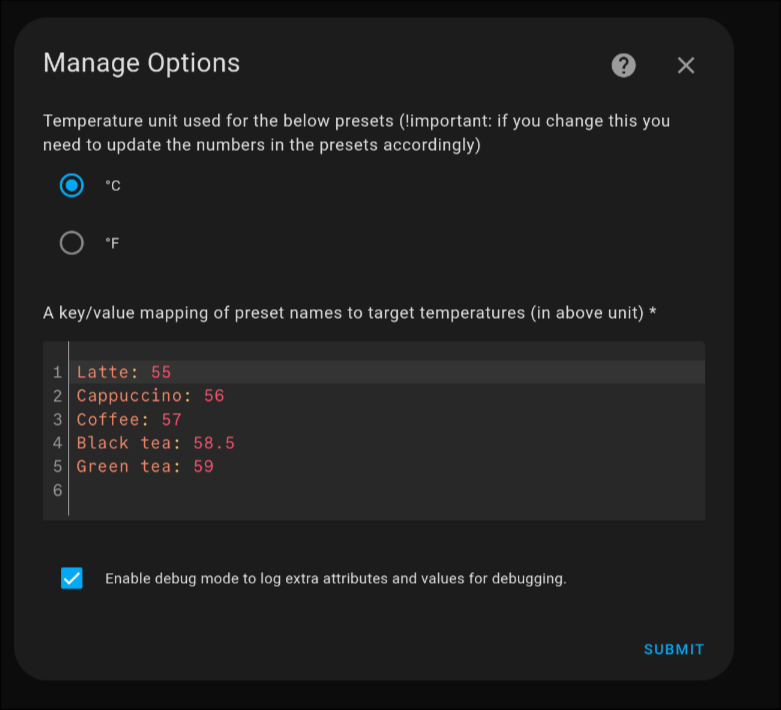 Manage Options
Temperature unit used for the below presets (!important: if you change this you
need to update the numbers in the presets accordingly)
°C
°F
A key/value mapping of preset names to target temperatures (in above unit) *
1 Latte: 55
2 Cappuccino: 56
3 Coffee: 57
4 Black tea: 58.5
5 Green tea: 59
6
Enable debug mode to log extra attributes and values for debugging.
SUBMIT